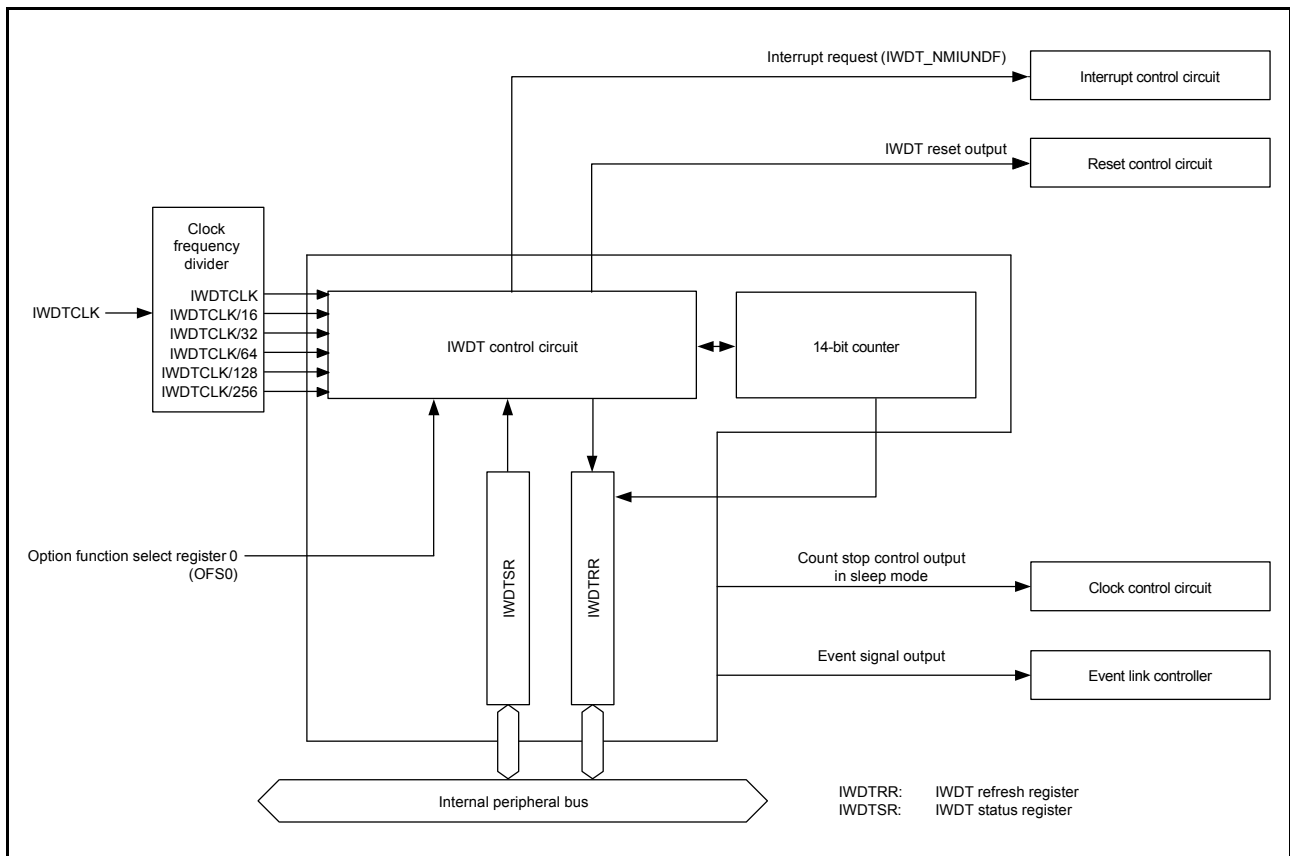 Interrupt request (IWDT_NMIUNDF)
Interrupt control circuit
IWDT reset output
Reset control circuit
Clock
frequency
divider
IWDTCLK
IWDTCLK
IWDTCLK/16
IWDTCLK/32
IWDTCLK/64
IWDTCLK/128
IWDTCLK/256
IWDT control circuit
14-bit counter
Option function select register 0
(OFS0)
IWDTSR
IWDTRR
Count stop control output
in sleep mode
Clock control circuit
Event signal output
Event link controller
Internal peripheral bus
IWDTRR: IWDT refresh register
IWDTSR: IWDT status register